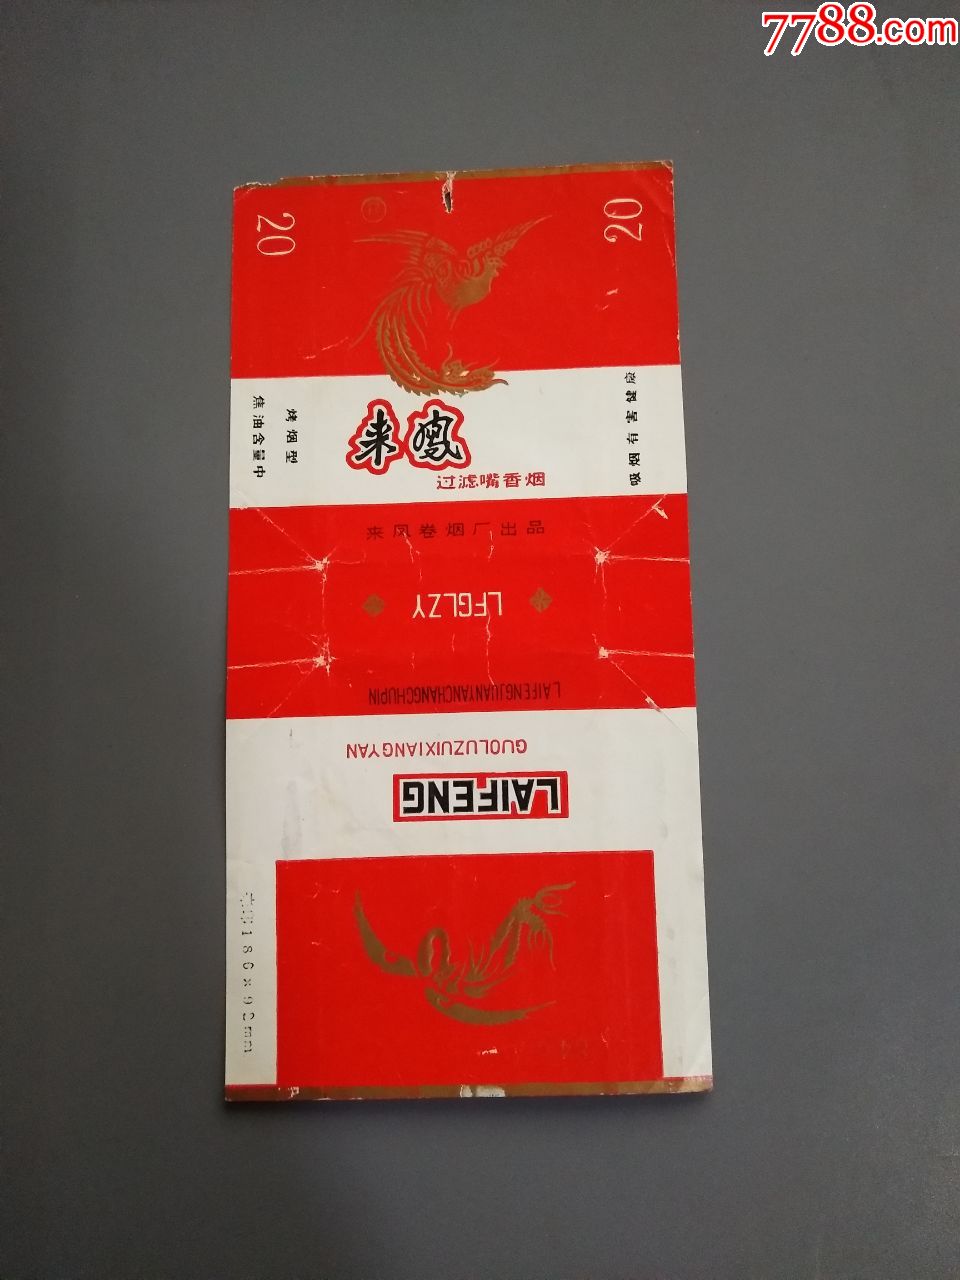 7788.com
20
20
焦油含量中
烤烟型
来鳳
过滤嘴香烟
吸烟有害健康
来凤卷烟厂出品
LFGLZY
LAIFENGJUANYANCHANGCHUPIN
GUOLUZUIXIANGYAN
LAIFENG